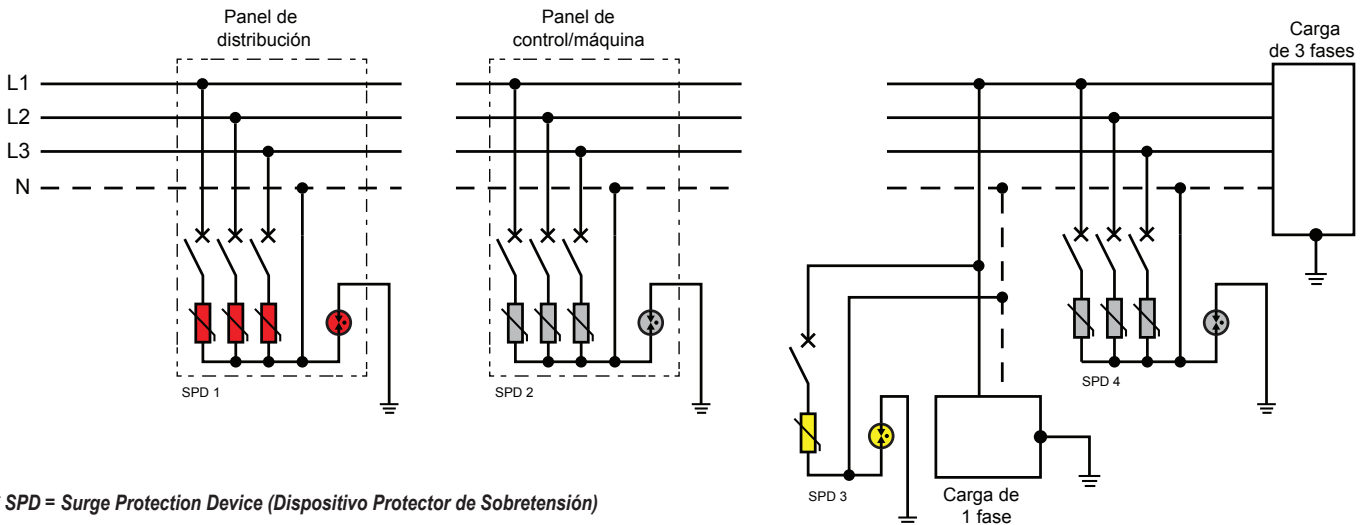 Panel de
distribución
Panel de
control/máquina
Carga
de 3 fases
L1
L2
L3
N
SPD 1
SPD 2
SPD 4
SPD 3
Carga de
1 fase
SPD = Surge Protection Device (Dispositivo Protector de Sobretensión)